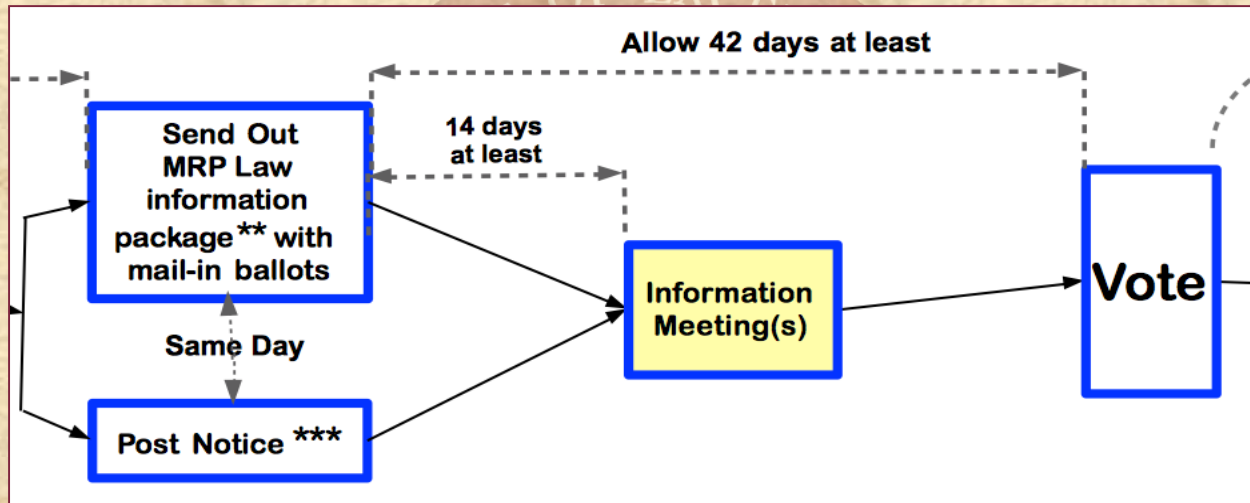 Allow 42 days at least
Send Out
MRP Law
information
package** with
mail-in ballots
14 days
at least
Information
Meeting(s)
Vote
Same Day
Post Notice ***